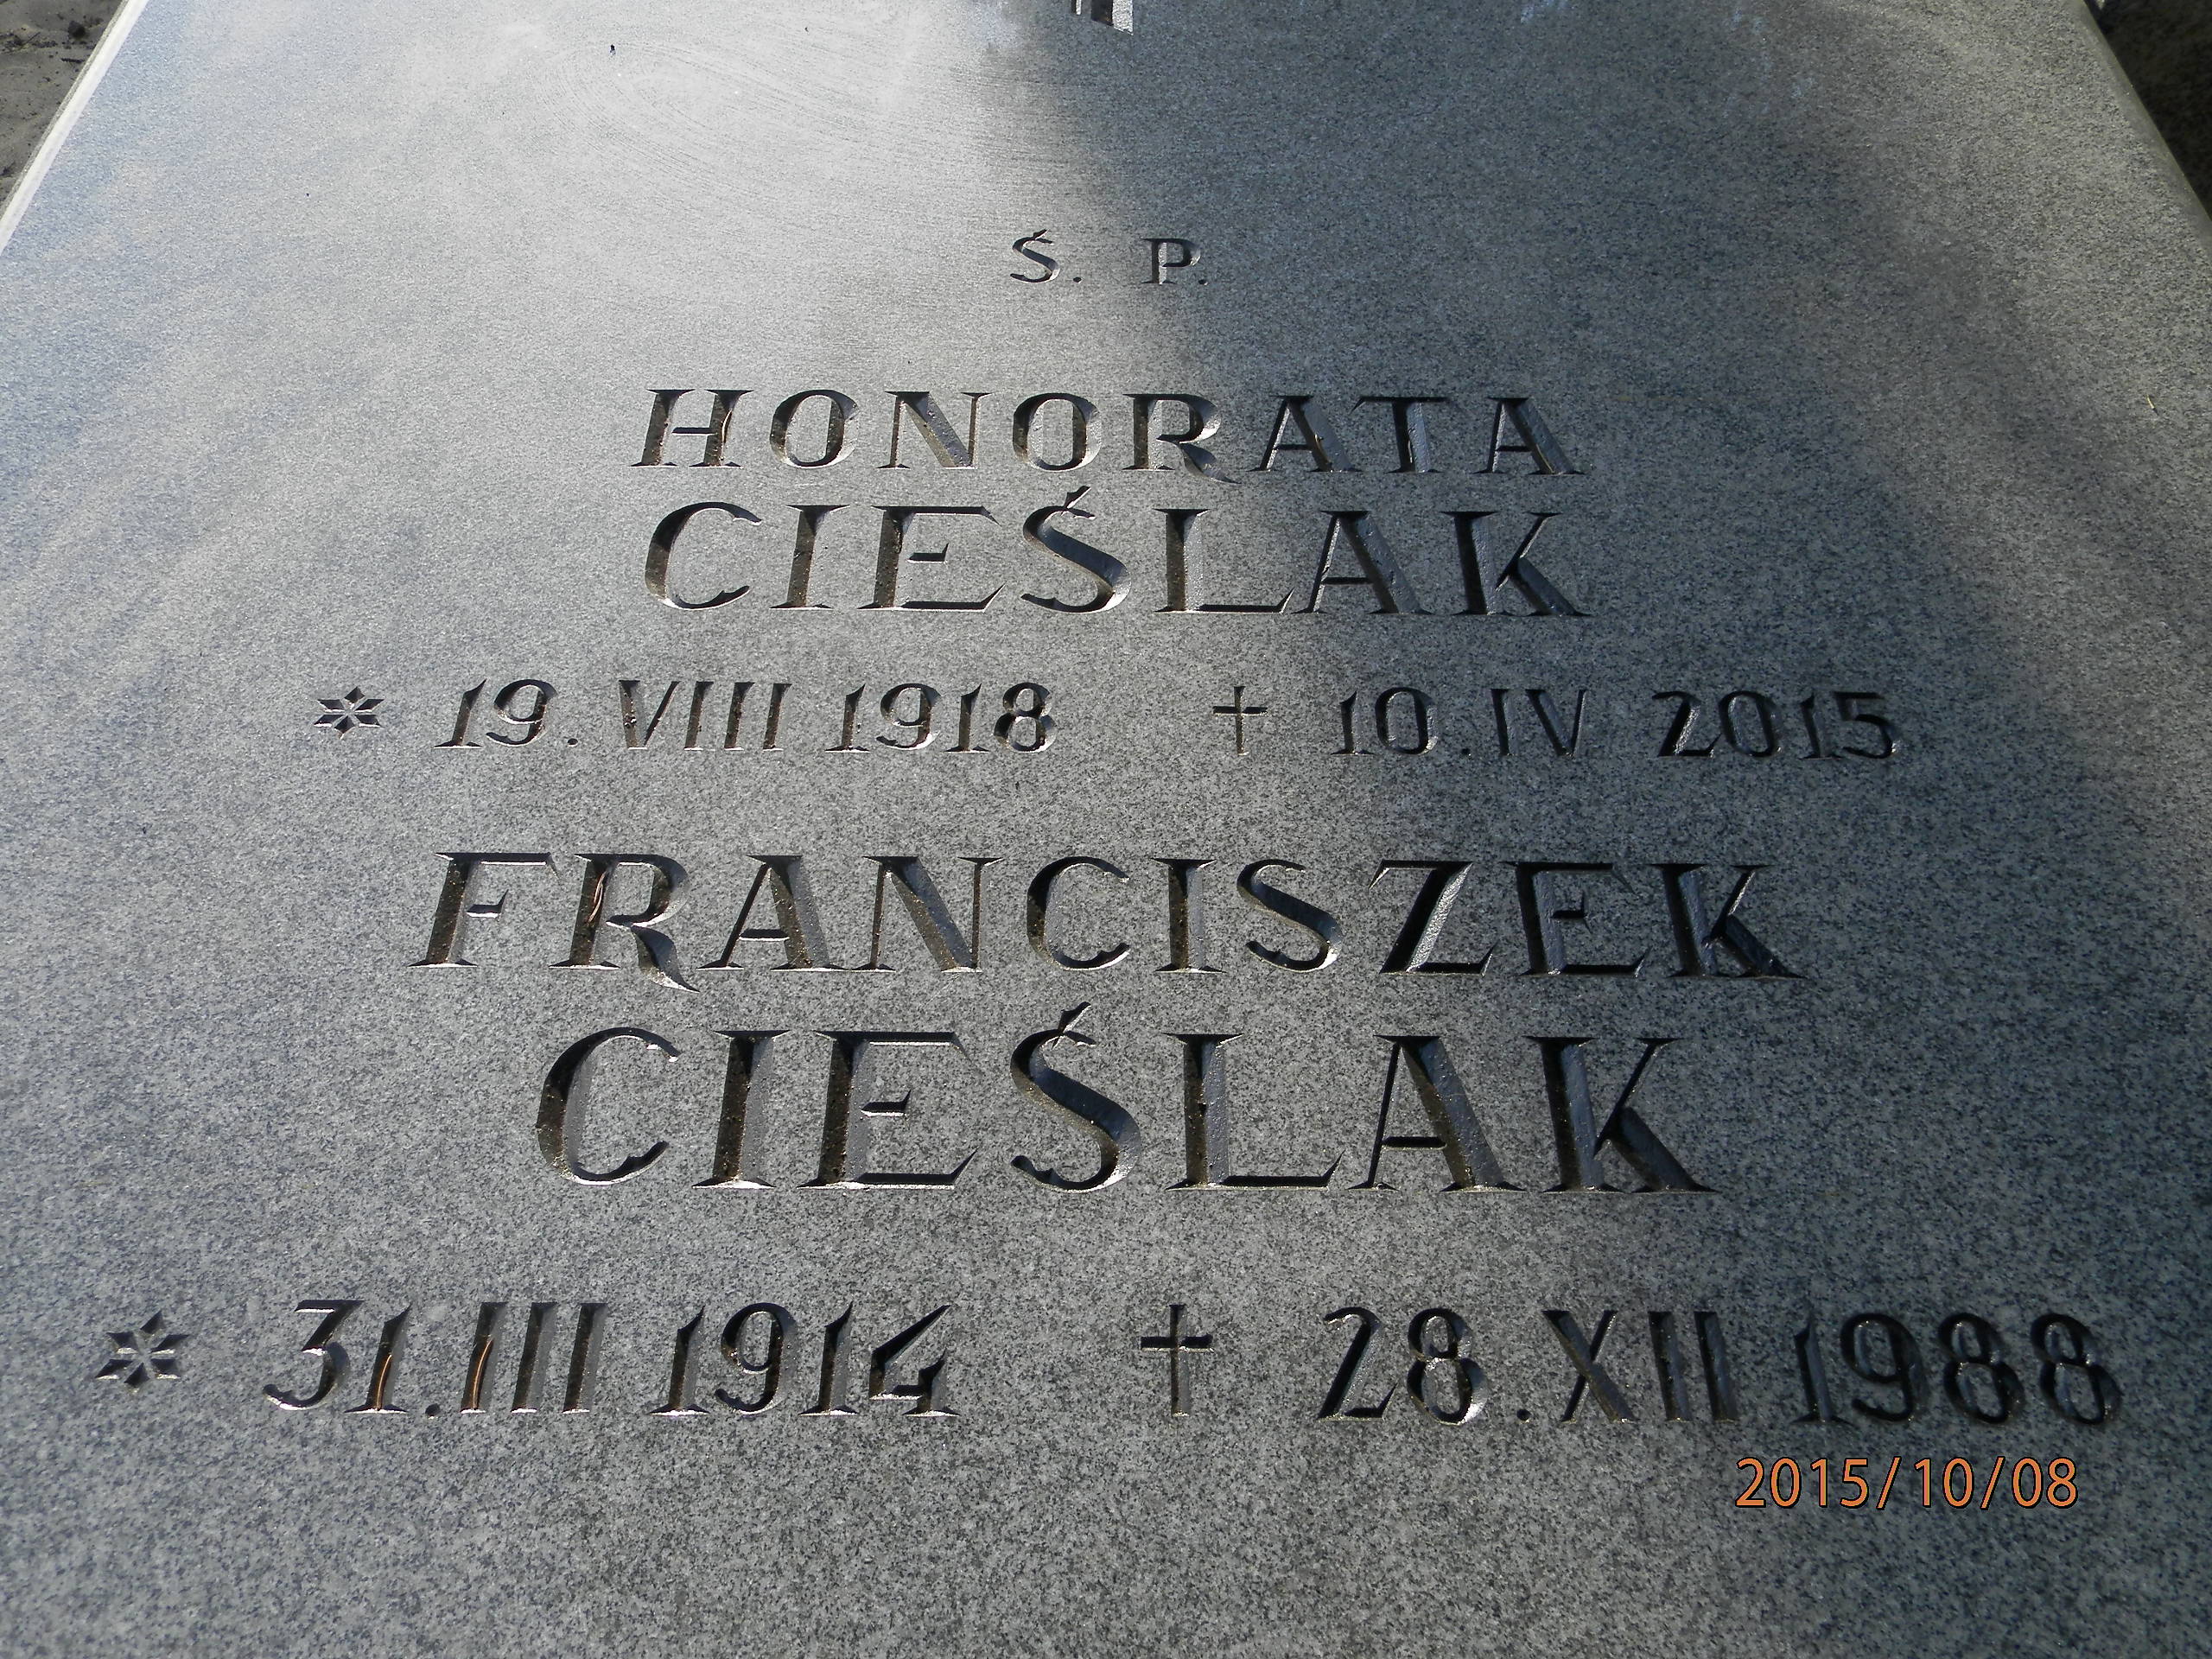 Ś. P.
HONORATA
CIEŚLAK
* 19. VIII 1918 † 10. IV 2015
FRANCISZEK
CIEŚLAK
* 31. III 1914 † 28. XII 1988
2015/10/08